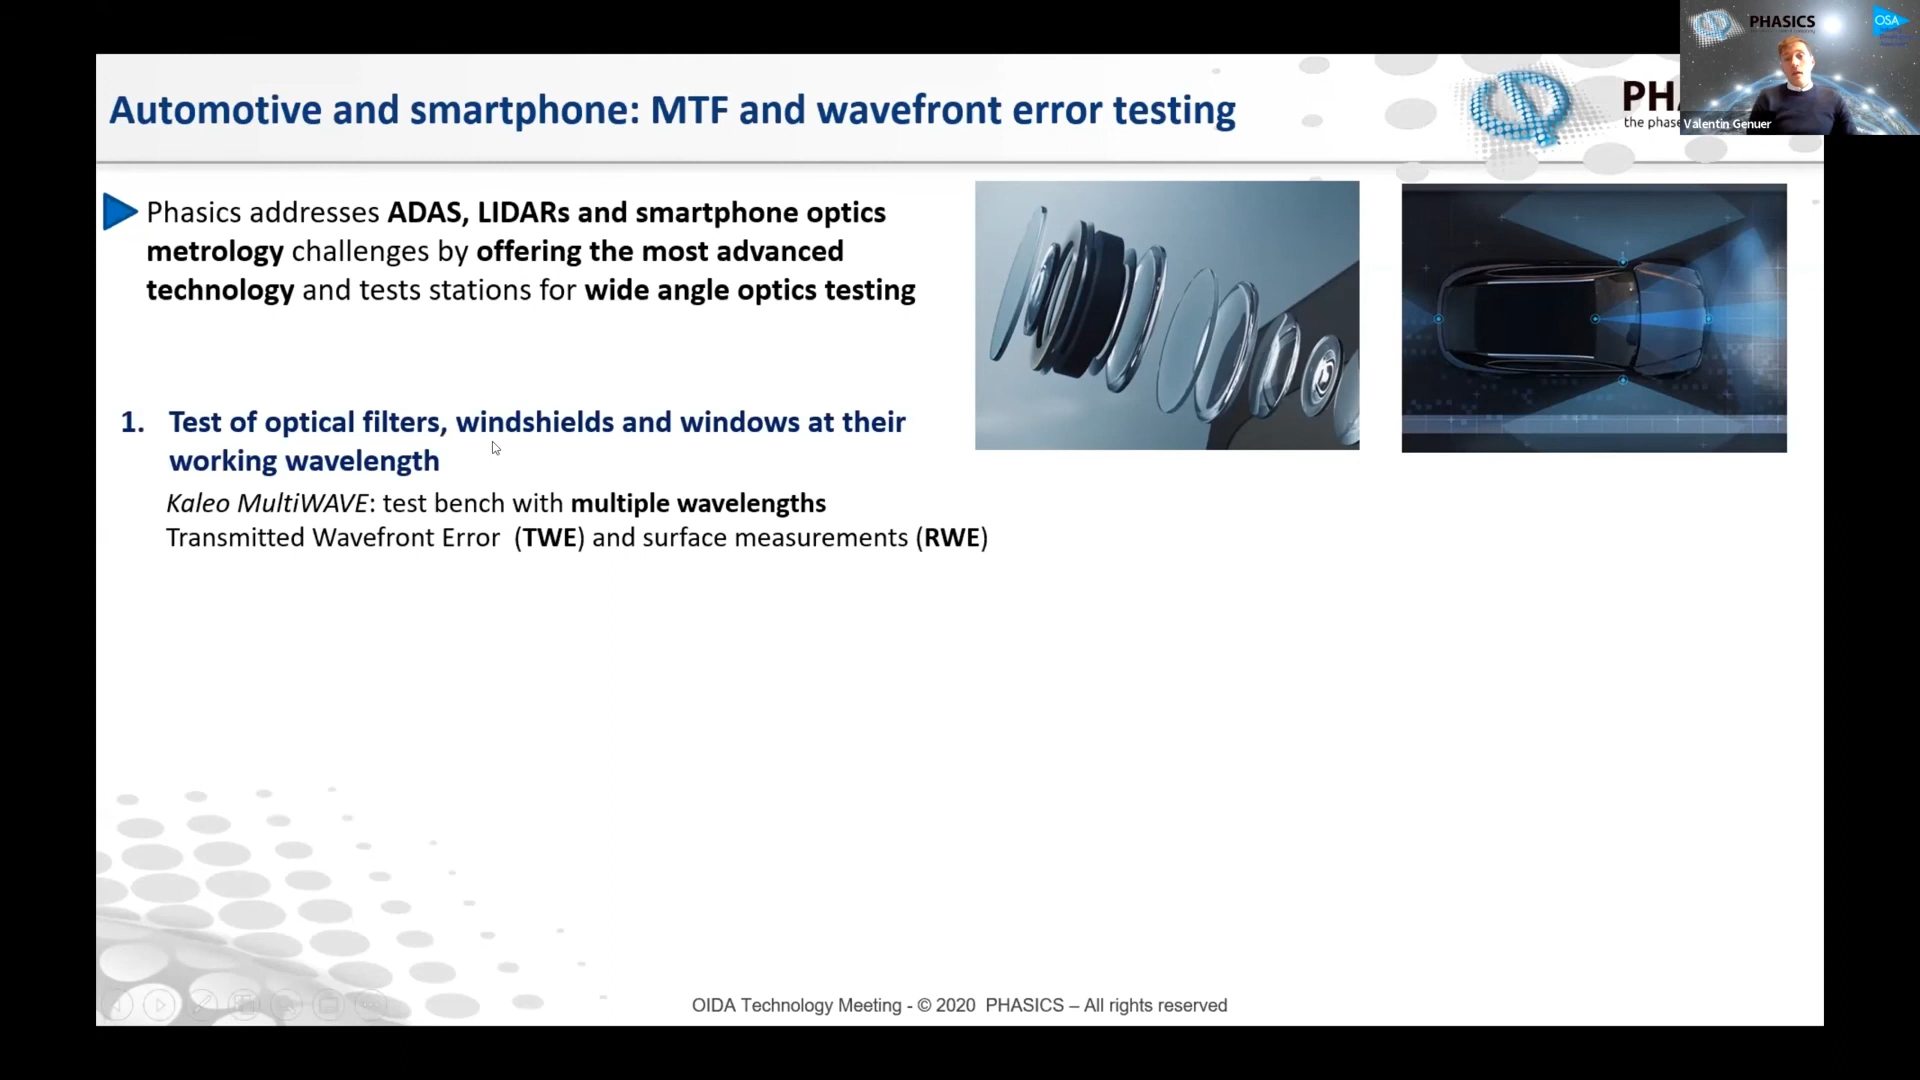 PHASICS
OSA
Automotive and smartphone: MTF and wavefront error testing
PH
the phase
Valentin Genuer
Phasics addresses ADAS, LIDARs and smartphone optics
metrology challenges by offering the most advanced
technology and tests stations for wide angle optics testing
1. Test of optical filters, windshields and windows at their
working wavelength
Kaleo MultiWAVE: test bench with multiple wavelengths
Transmitted Wavefront Error (TWE) and surface measurements (RWE)
OIDA Technology Meeting - © 2020 PHASICS – All rights reserved